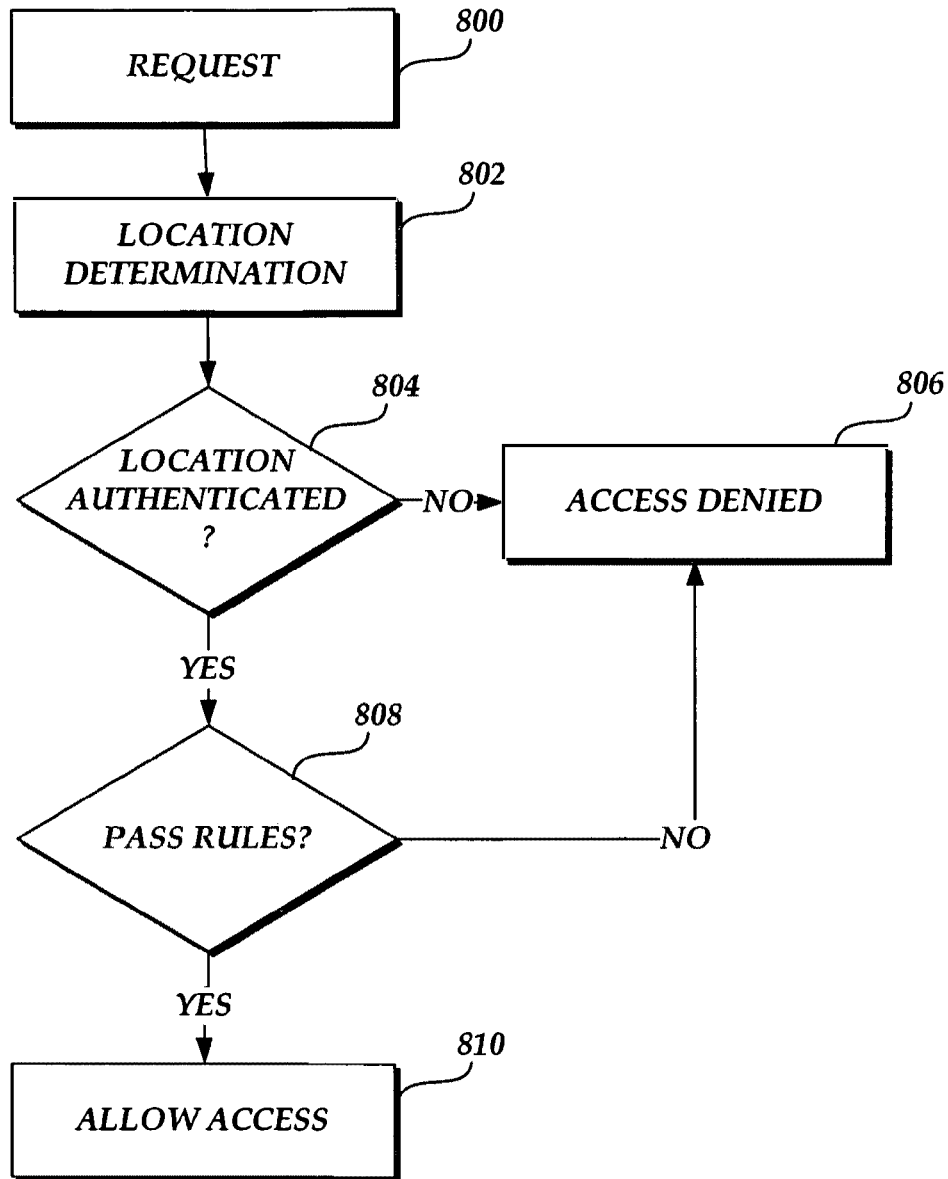 800
REQUEST
802
LOCATION
DETERMINATION
804
LOCATION
AUTHENTICATED
?
NO
806
ACCESS DENIED
YES
808
PASS RULES?
NO
YES
810
ALLOW ACCESS